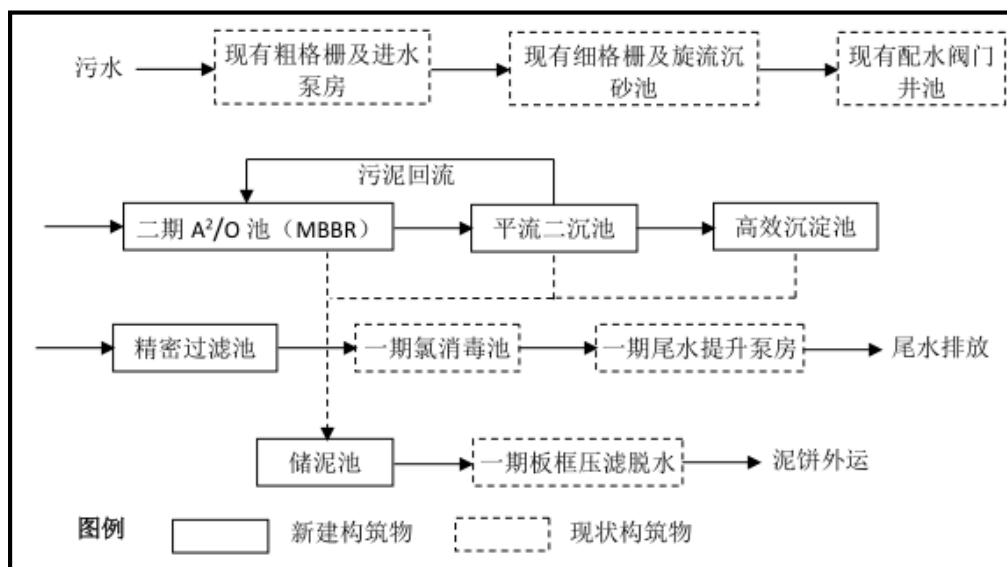 污水
现有粗格栅及进水
泵房
现有细格栅及旋流沉
砂池
现有配水阀门
井池
污泥回流
二期 A²/O 池（MBBR）
平流二沉池
高效沉淀池
精密过滤池
一期氯消毒池
一期尾水提升泵房
尾水排放
储泥池
一期板框压滤脱水
泥饼外运
图例
新建构筑物
现状构筑物